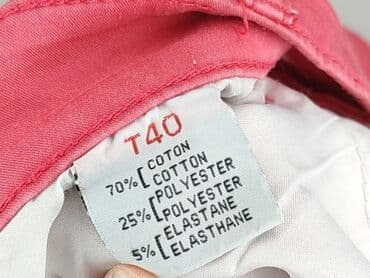 T40
COTON
70%[COTTON
POLYESTER
25%[POLYESTER
ELASTANE
5%[ELASTHANE